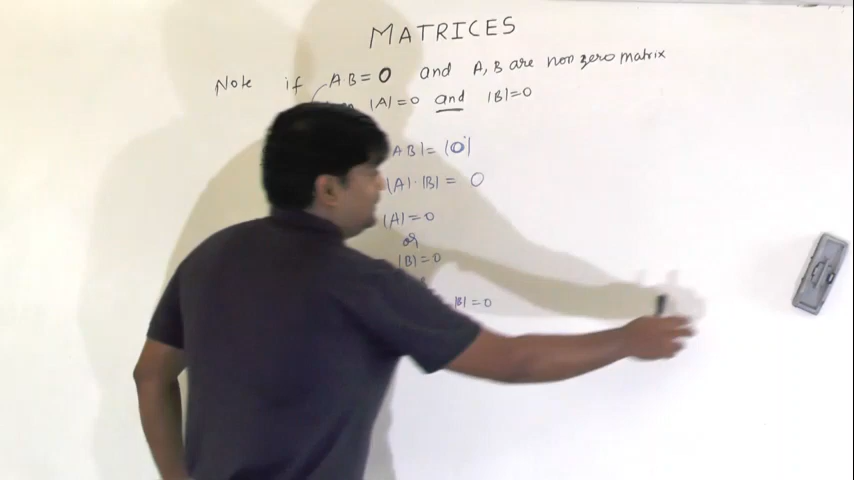 MATRICES
Note if AB = 0 and A, B are non zero matrix
|A| = 0 and |B| = 0
AB| = |0|
|A| · |B| = 0
|A| = 0
or
|B| = 0
|B| = 0